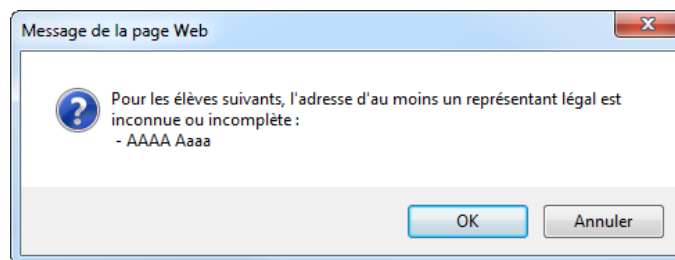 Message de la page Web
x
Pour les élèves suivants, l'adresse d'au moins un représentant légal est
inconnue ou incomplète :
- AAAA Aaaa
OK
Annuler